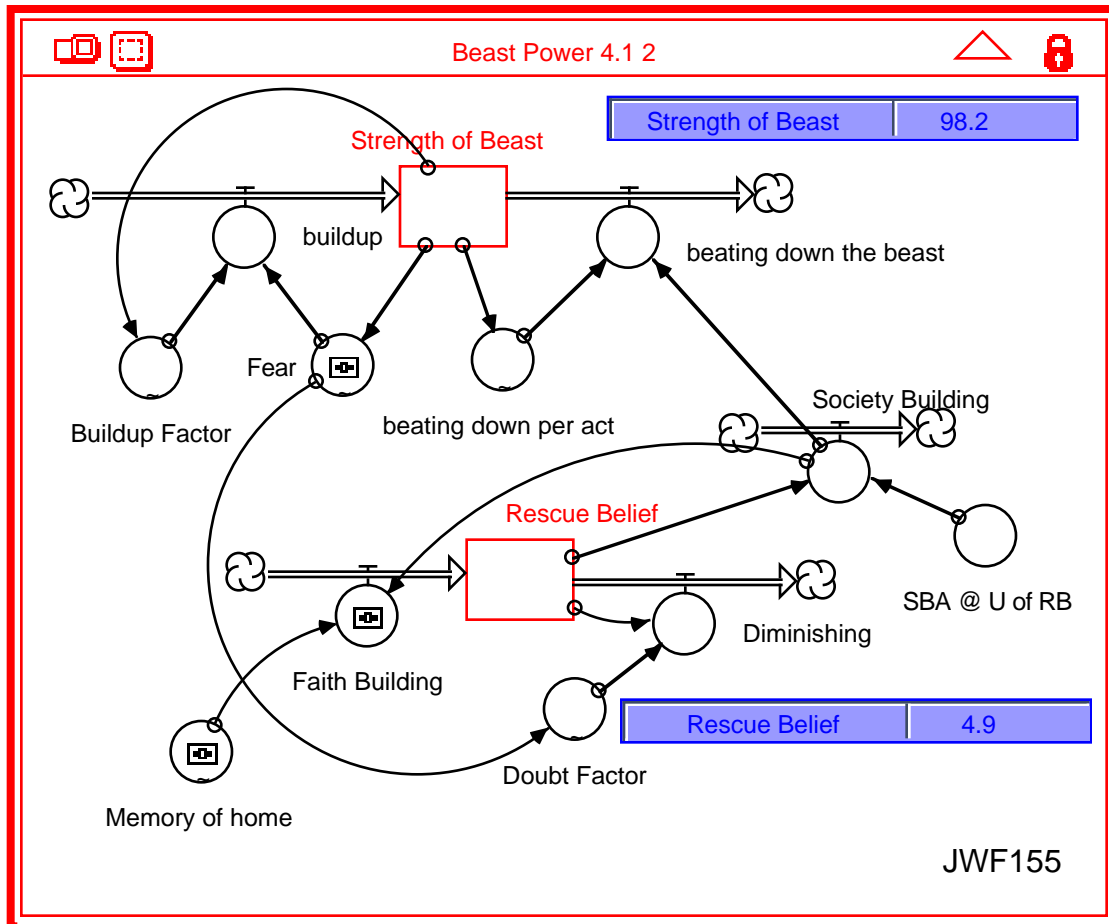 Beast Power 4.1 2
Strength of Beast 98.2
Strength of Beast
buildup
beating down the beast
Fear
Buildup Factor
beating down per act
Society Building
Rescue Belief
SBA @ U of RB
Diminishing
Faith Building
Rescue Belief 4.9
Doubt Factor
Memory of home
JWF155